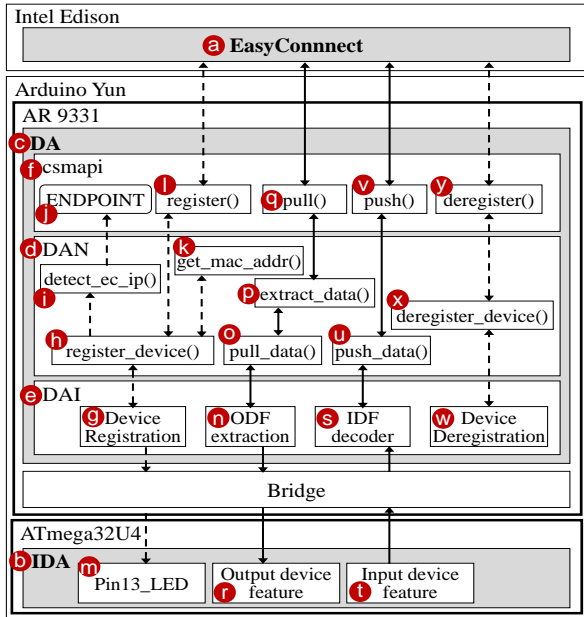 Intel Edison
a EasyConnnect
Arduino Yun
AR 9331
c DA
f csmapi
j ENDPOINT
l register()
q pull()
v push()
y deregister()
d DAN
k get_mac_addr()
i detect_ec_ip()
p extract_data()
x deregister_device()
h register_device()
o pull_data()
u push_data()
e DAI
g Device
Registration
n ODF
extraction
s IDF
decoder
w Device
Deregistration
Bridge
ATmega32U4
b IDA
m Pin13_LED
r Output device
feature
t Input device
feature